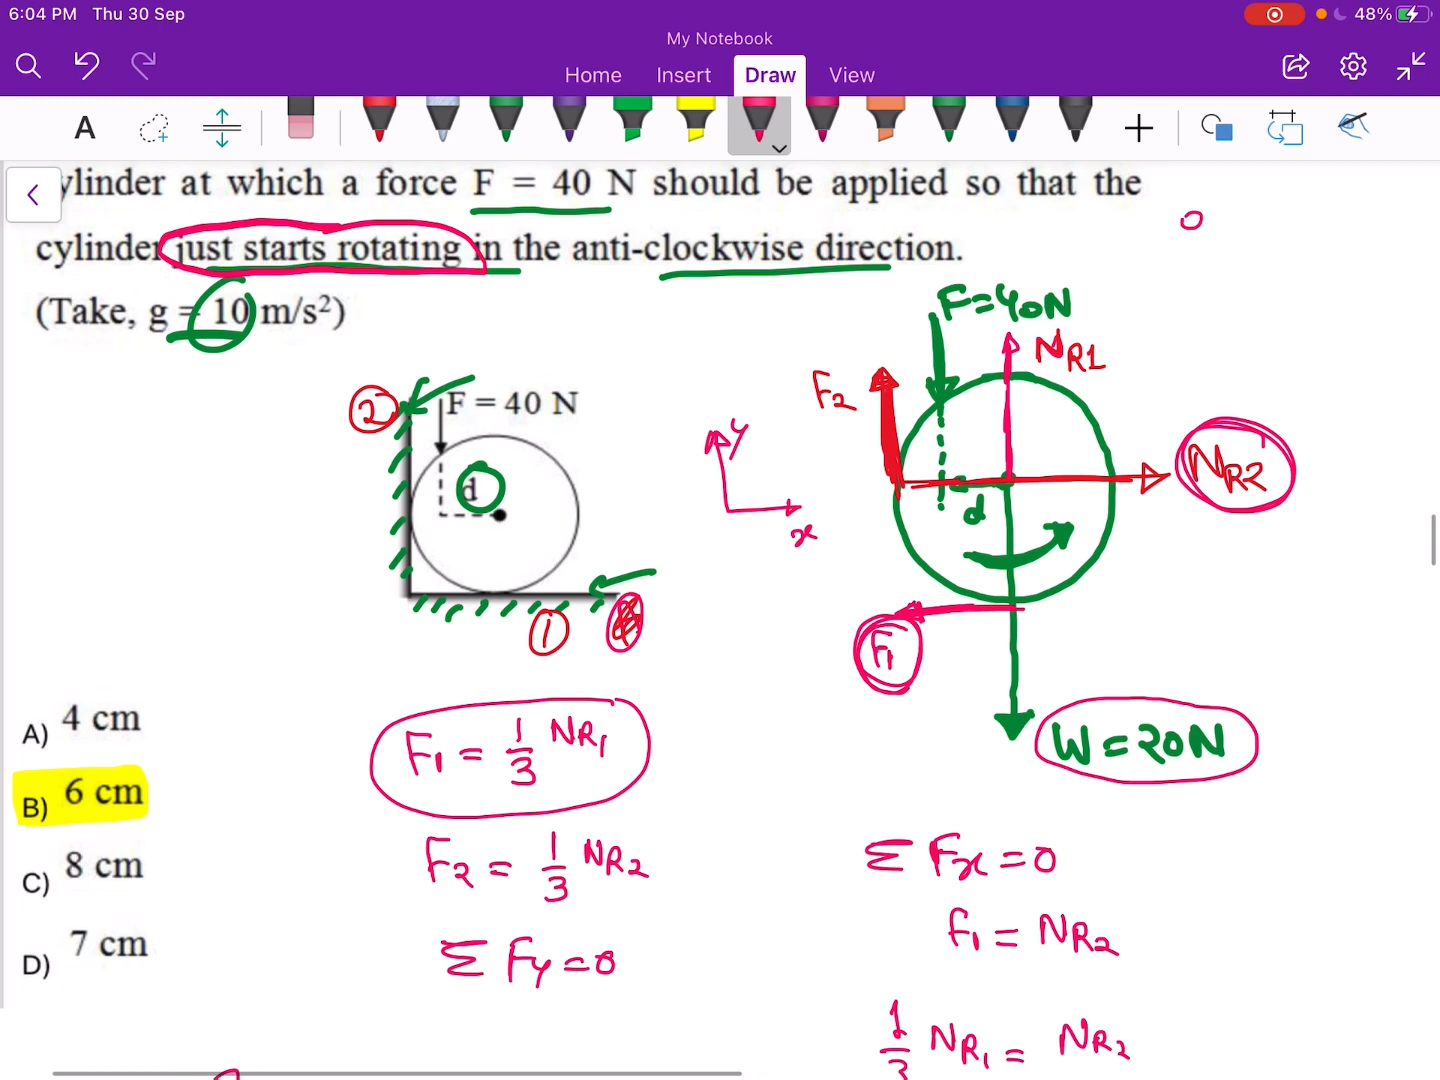 6:04 PM Thu 30 Sep
48%
My Notebook
Home Insert Draw View
A
ylinder at which a force F = 40 N should be applied so that the
cylinder just starts rotating in the anti-clockwise direction.
(Take, g = 10 m/s²)
0
F=40N
NR1
F2
2
F = 40 N
d
y
x
NR2
d
1
F1
W=20N
A) 4 cm
B) 6 cm
C) 8 cm
D) 7 cm
F1 = 1/3 NR1
F2 = 1/3 NR2
Σ Fy=0
Σ Fx=0
F1 = NR2
1/3 NR1 = NR2